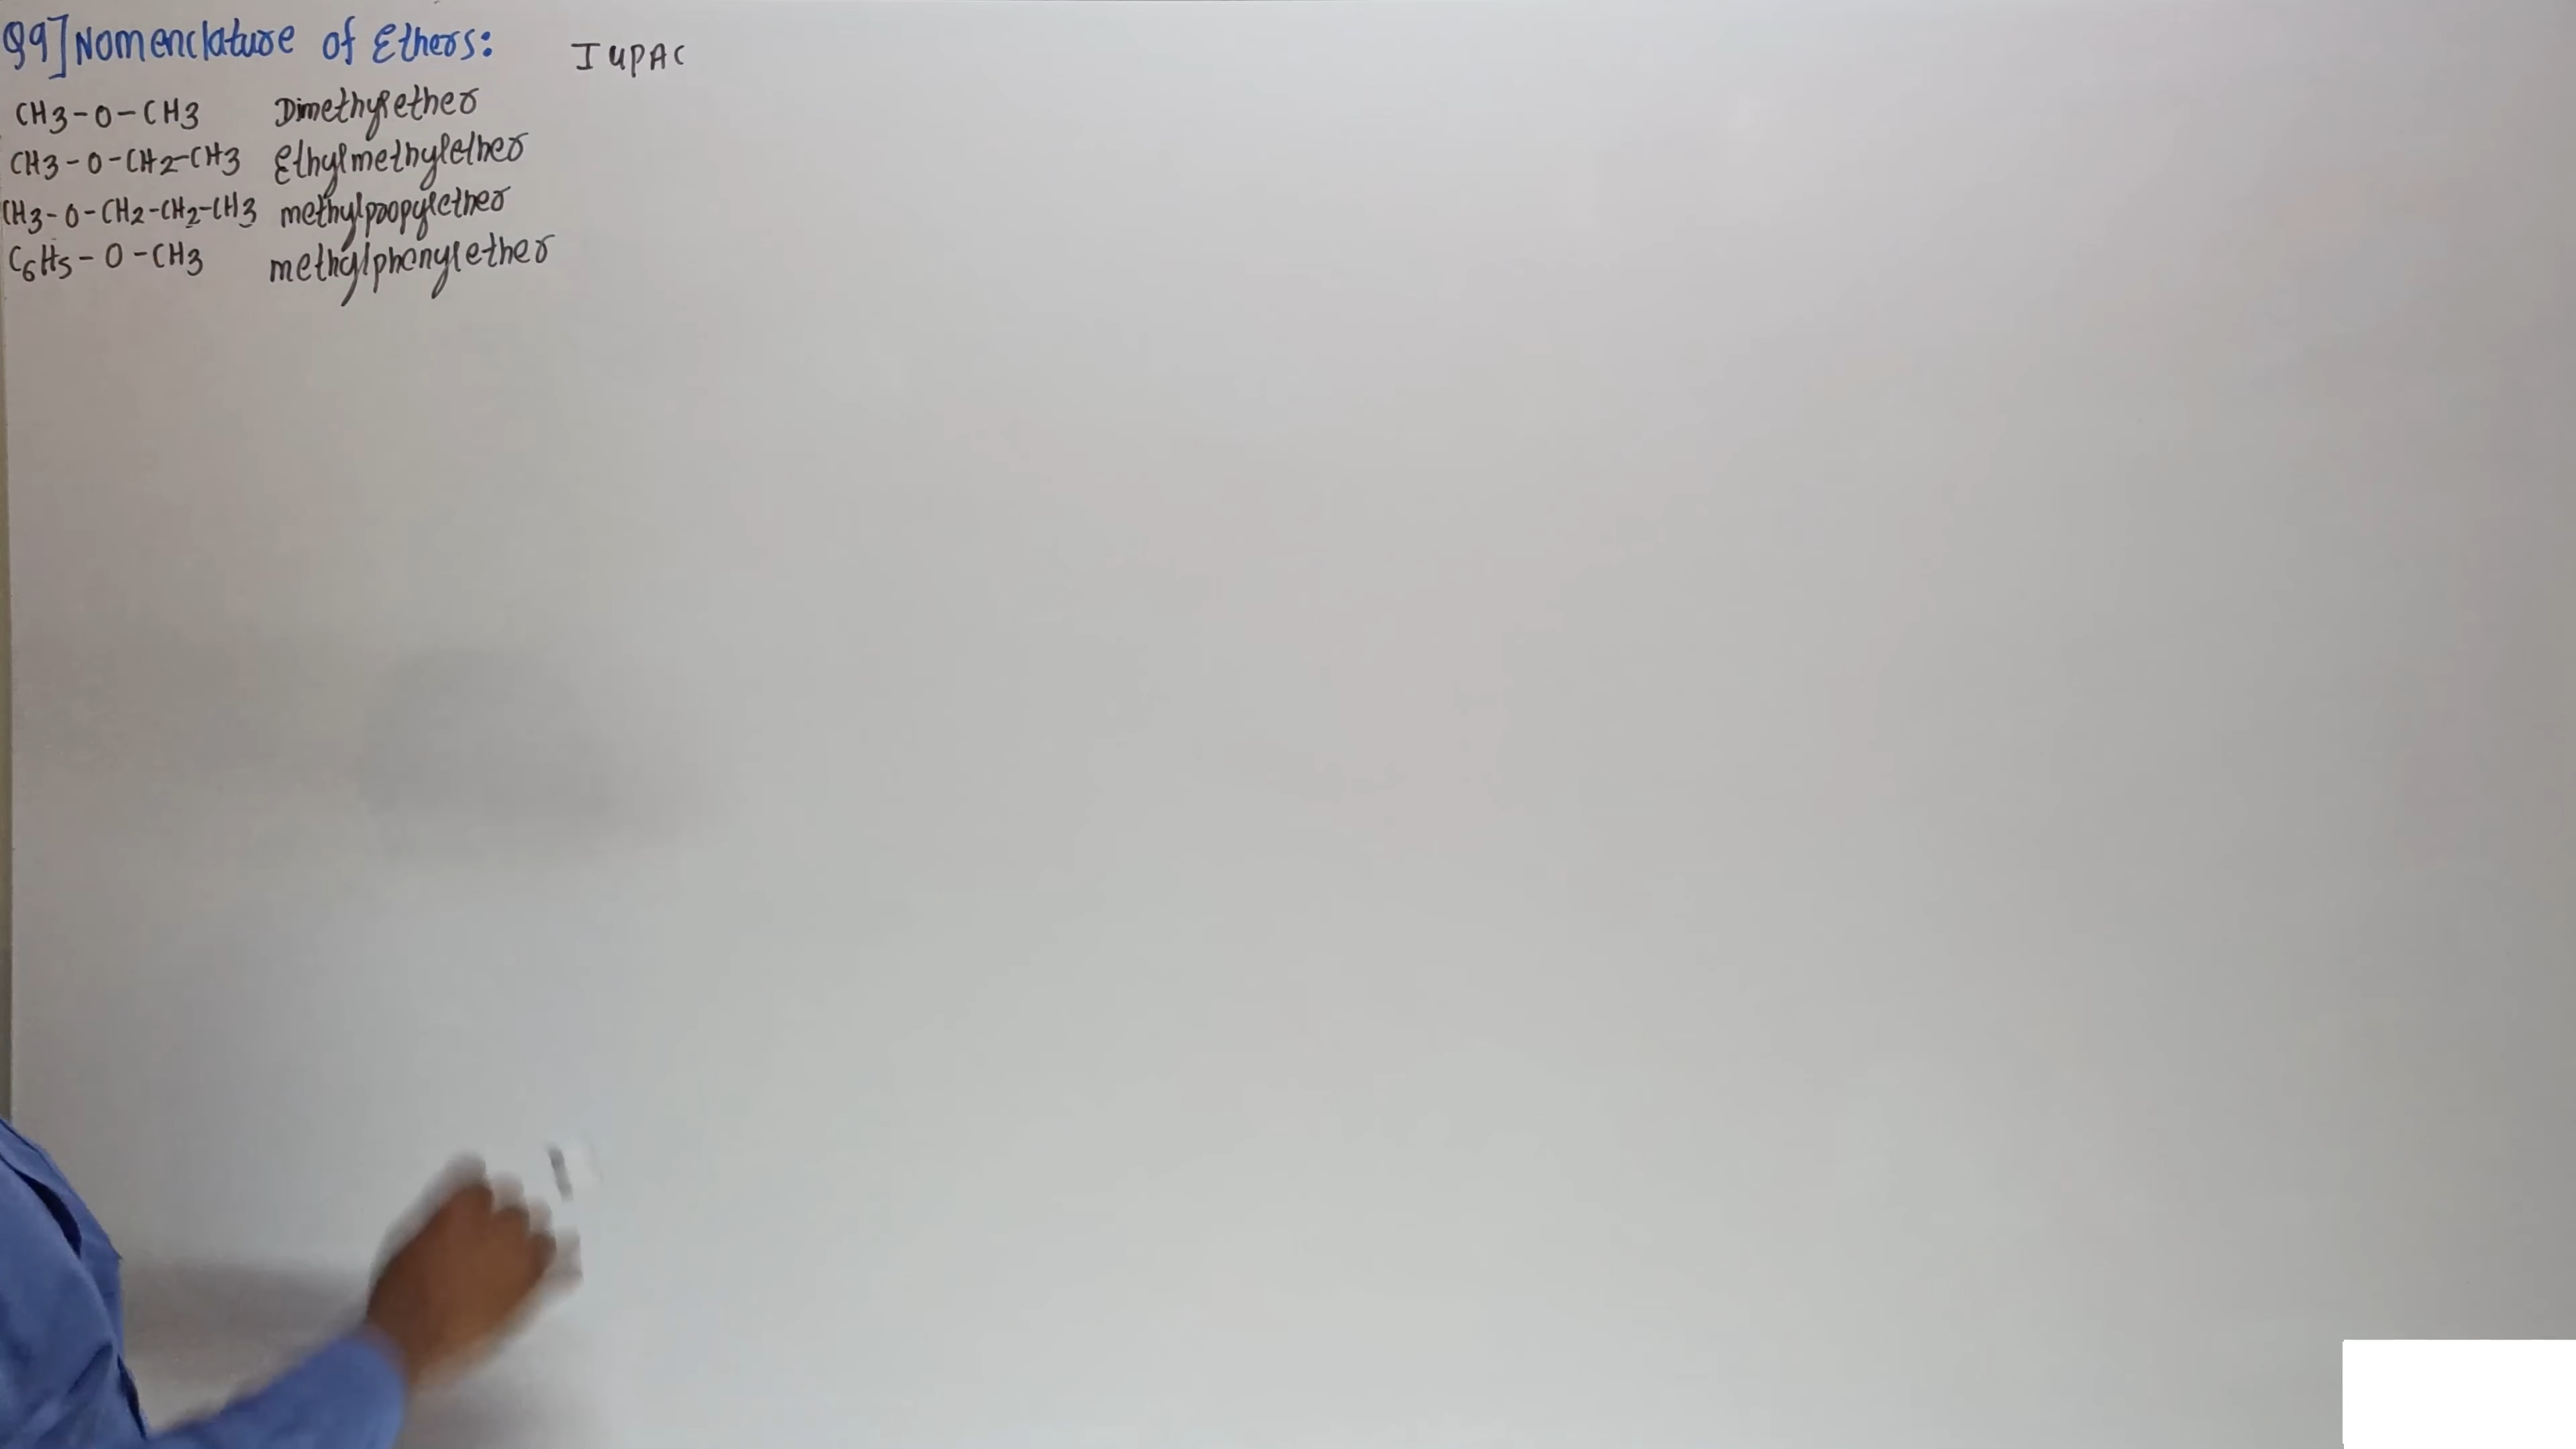 Q9] Nomenclature of Ethers: IUPAC
CH3-O-CH3 Dimethylether
CH3-O-CH2-CH3 Ethylmethylether
CH3-O-CH2-CH2-CH3 methylpropylether
C6H5-O-CH3 methylphenylether